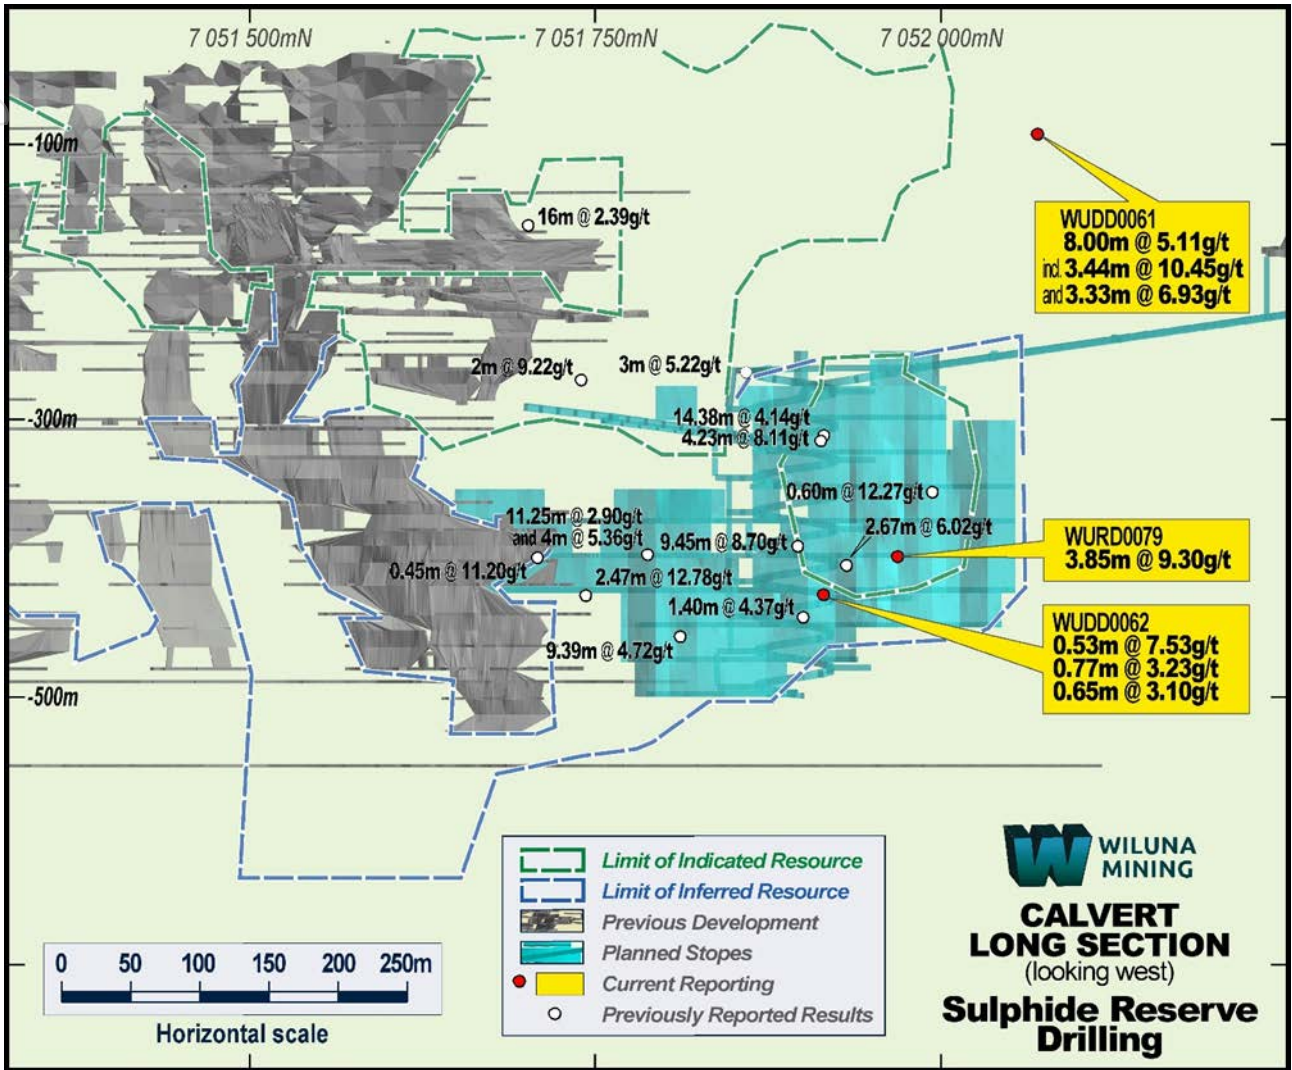 7 051 500mN
7 051 750mN
7 052 000mN
-100m
16m @ 2.39g/t
WUDD0061
8.00m @ 5.11g/t
incl. 3.44m @ 10.45g/t
and 3.33m @ 6.93g/t
2m @ 9.22g/t
3m @ 5.22g/t
-300m
14.38m @ 4.14g/t
4.23m @ 8.11g/t
0.60m @ 12.27g/t
11.25m @ 2.90g/t
and 4m @ 5.36g/t
2.67m @ 6.02g/t
9.45m @ 8.70g/t
WURD0079
3.85m @ 9.30g/t
0.45m @ 11.20g/t
2.47m @ 12.78g/t
1.40m @ 4.37g/t
9.39m @ 4.72g/t
WUDD0062
0.53m @ 7.53g/t
0.77m @ 3.23g/t
0.65m @ 3.10g/t
-500m
Limit of Indicated Resource
Limit of Inferred Resource
Previous Development
Planned Stopes
Current Reporting
Previously Reported Results
0 50 100 150 200 250m
Horizontal scale
W WILUNA
MINING
CALVERT
LONG SECTION
(looking west)
Sulphide Reserve
Drilling